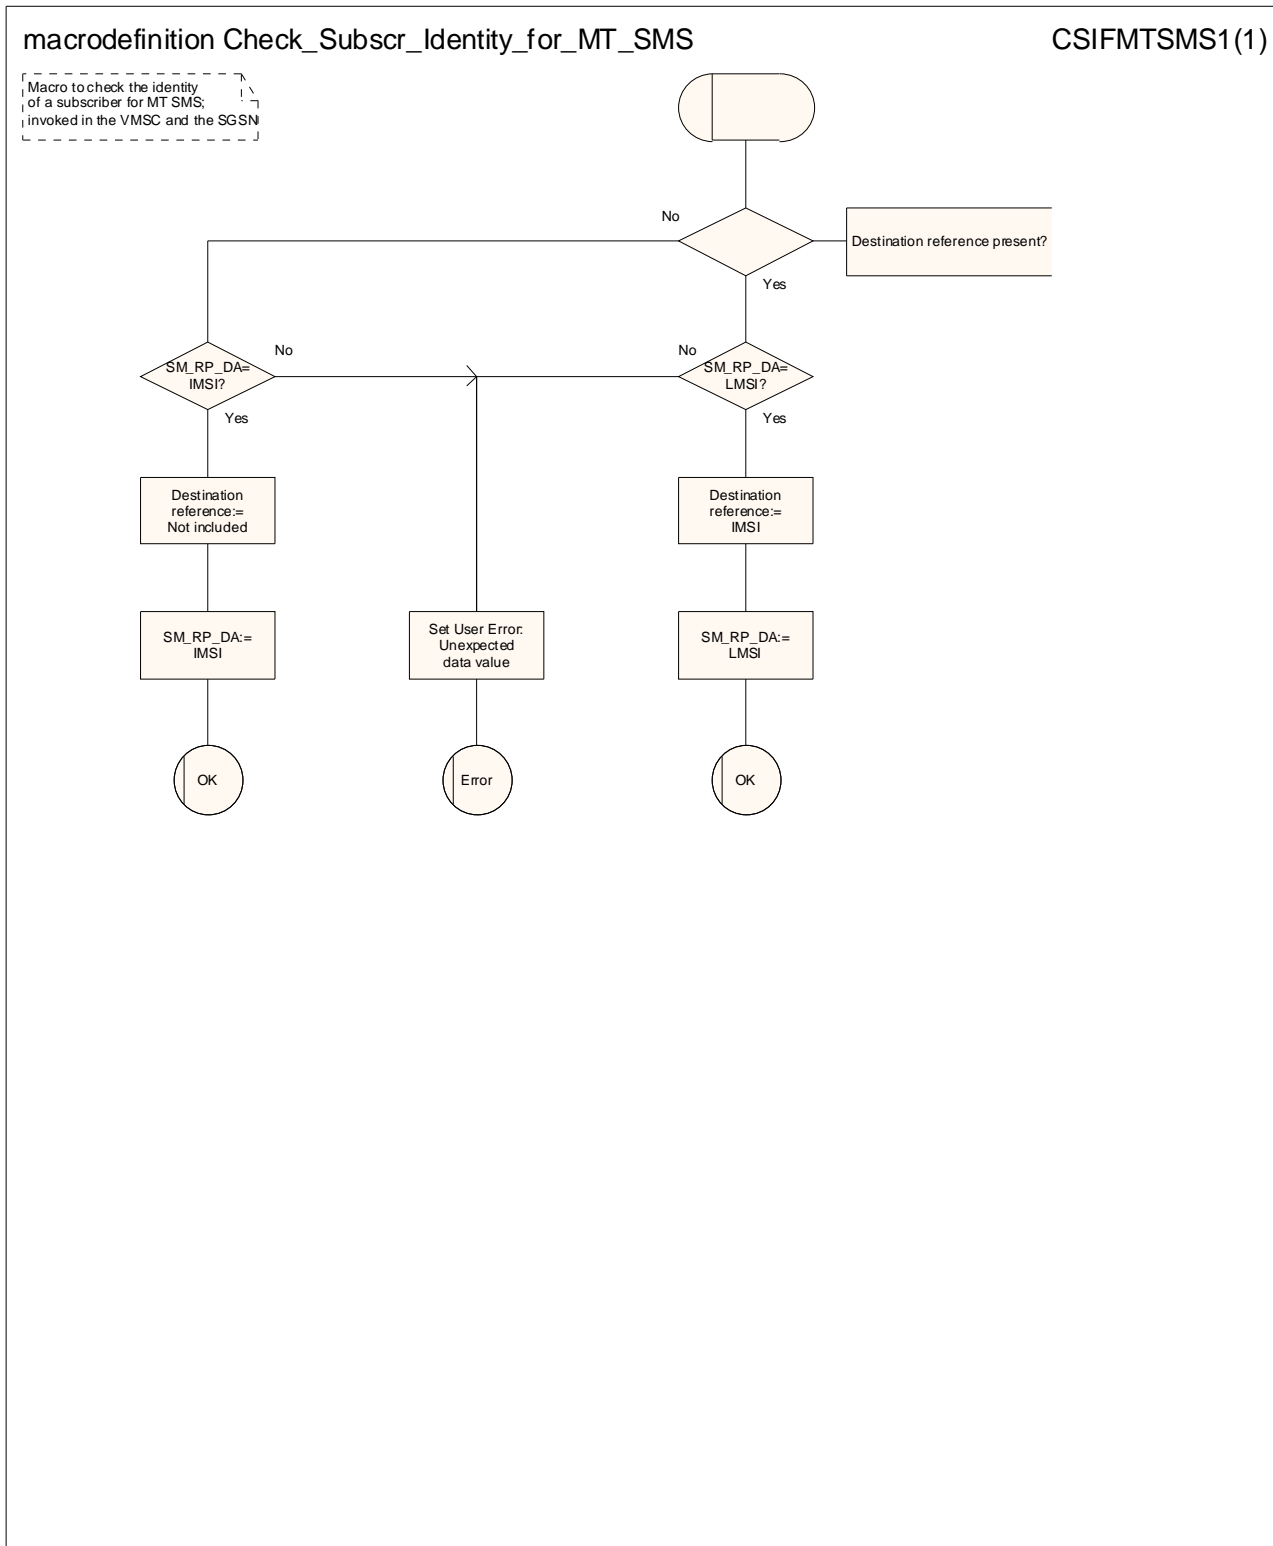 macrodefinition Check_Subscr_Identity_for_MT_SMS
CSIFMTSMS1(1)
Macro to check the identity
of a subscriber for MT SMS;
invoked in the VMSC and the SGSN
No
Destination reference present?
Yes
SM_RP_DA=
IMSI?
No
Yes
No
SM_RP_DA=
LMSI?
Yes
Destination
reference:=
Not included
Destination
reference:=
IMSI
SM_RP_DA:=
IMSI
Set User Error:
Unexpected
data value
SM_RP_DA:=
LMSI
OK
Error
OK